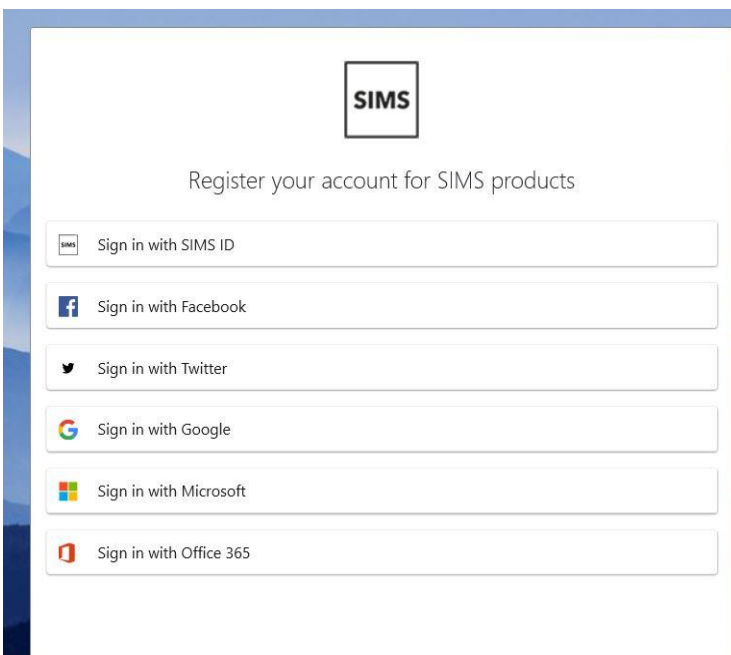 SIMS
Register your account for SIMS products
SIMS Sign in with SIMS ID
Sign in with Facebook
Sign in with Twitter
Sign in with Google
Sign in with Microsoft
Sign in with Office 365